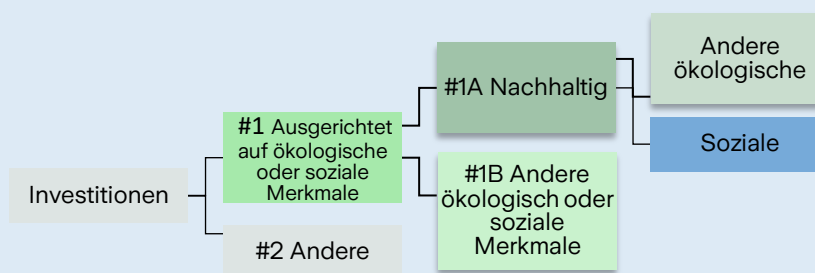 Investitionen
#1 Ausgerichtet
auf ökologische
oder soziale
Merkmale
#2 Andere
#1A Nachhaltig
#1B Andere
ökologisch oder
soziale
Merkmale
Andere
ökologische
Soziale